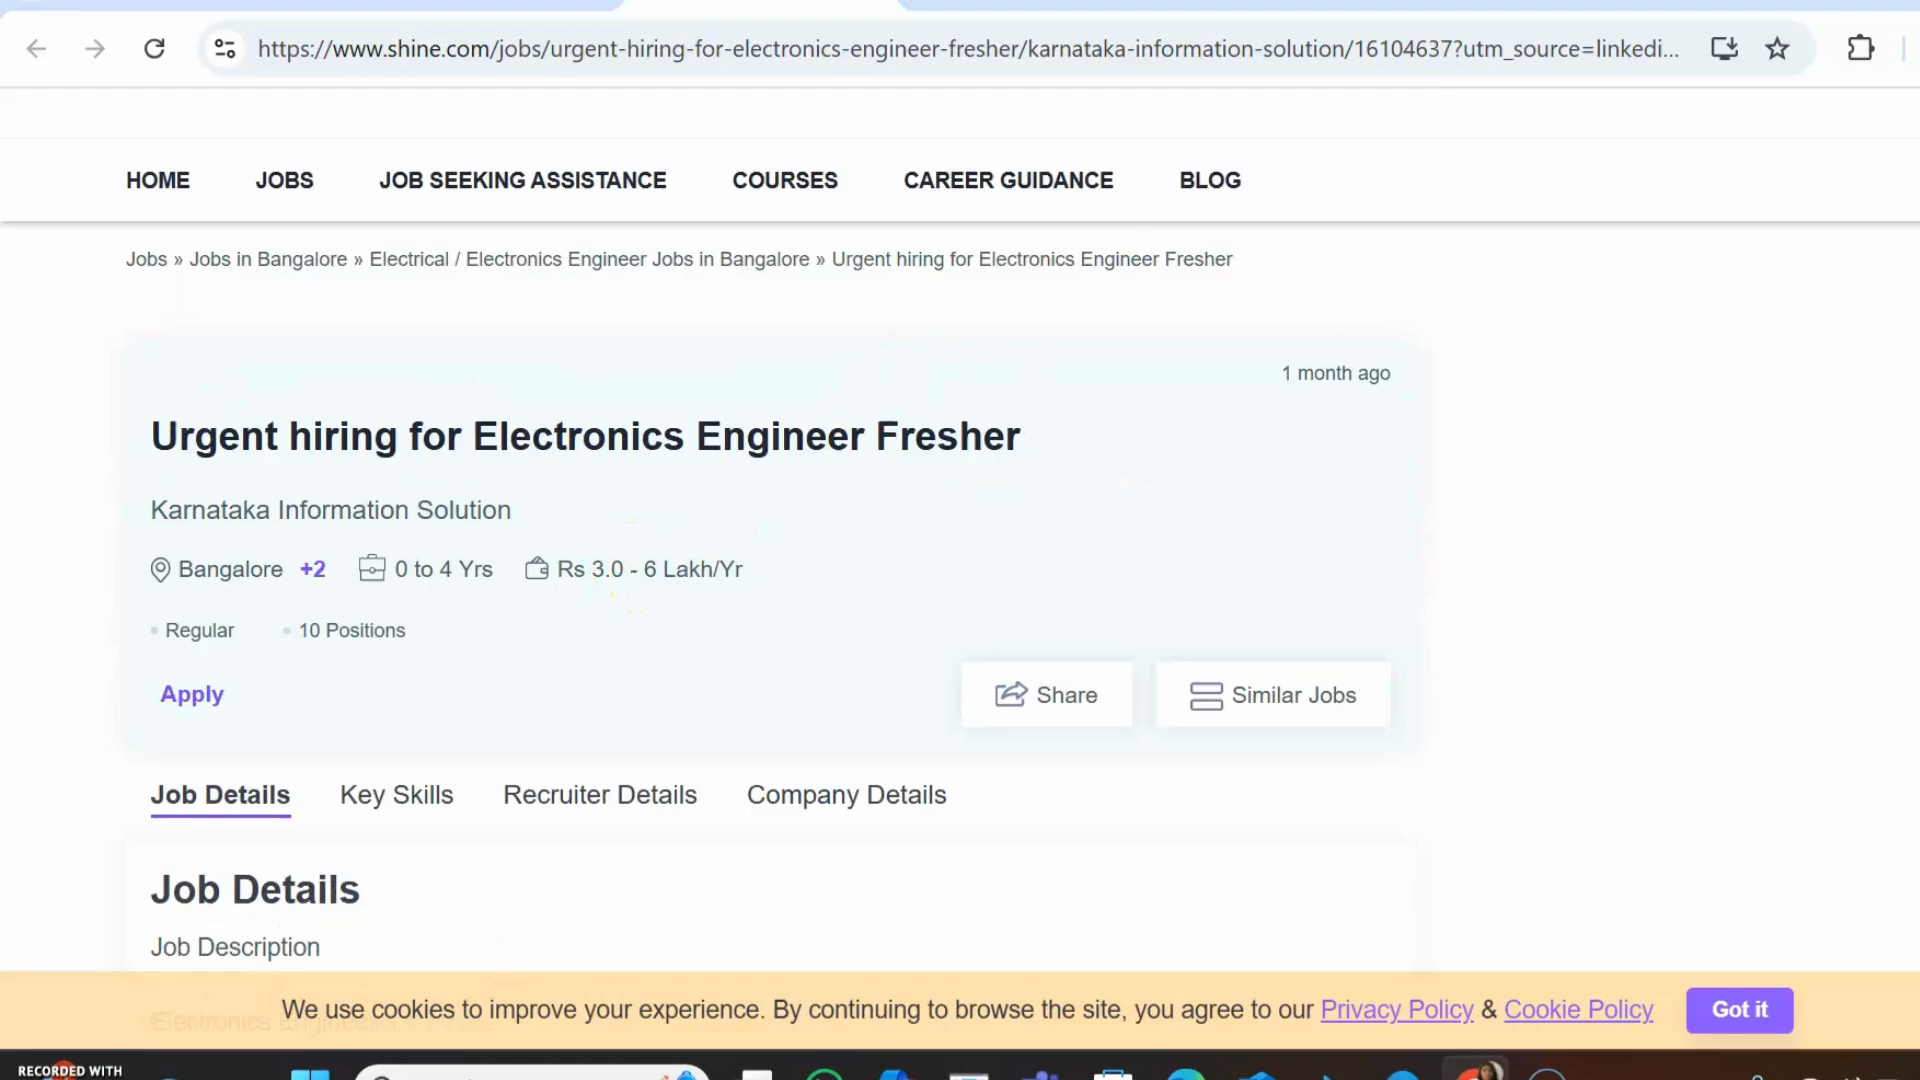 https://www.shine.com/jobs/urgent-hiring-for-electronics-engineer-fresher/karnataka-information-solution/16104637?utm_source=linkedi...
HOME JOBS JOB SEEKING ASSISTANCE COURSES CAREER GUIDANCE BLOG
Jobs » Jobs in Bangalore » Electrical / Electronics Engineer Jobs in Bangalore » Urgent hiring for Electronics Engineer Fresher
1 month ago
Urgent hiring for Electronics Engineer Fresher
Karnataka Information Solution
Bangalore +2 0 to 4 Yrs Rs 3.0 - 6 Lakh/Yr
Regular 10 Positions
Apply Share Similar Jobs
Job Details Key Skills Recruiter Details Company Details
Job Details
Job Description
We use cookies to improve your experience. By continuing to browse the site, you agree to our Privacy Policy & Cookie Policy Got it
Electronics Engineer
RECORDED WITH